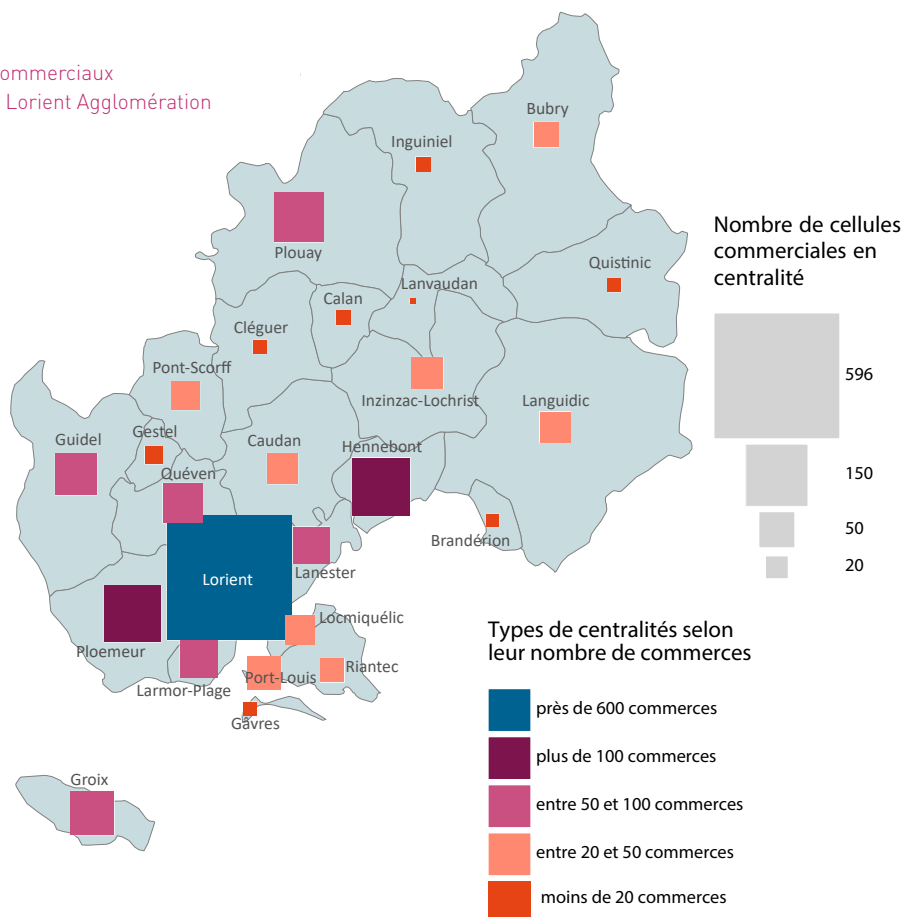 ommerciaux
Lorient Agglomération
Bubry
Inguiniel
Plouay
Quistinic
Lanvaudan
Calan
Cléguer
Pont-Scorff
Inzinzac-Lochrist
Languidic
Gestel
Guidel
Caudan
Hennebont
Quéven
Brandérion
Lanester
Lorient
Locmiquélic
Ploemeur
Riantec
Port-Louis
Larmor-Plage
Gâvres
Groix
Nombre de cellules
commerciales en
centralité
596
150
50
20
Types de centralités selon
leur nombre de commerces
près de 600 commerces
plus de 100 commerces
entre 50 et 100 commerces
entre 20 et 50 commerces
moins de 20 commerces